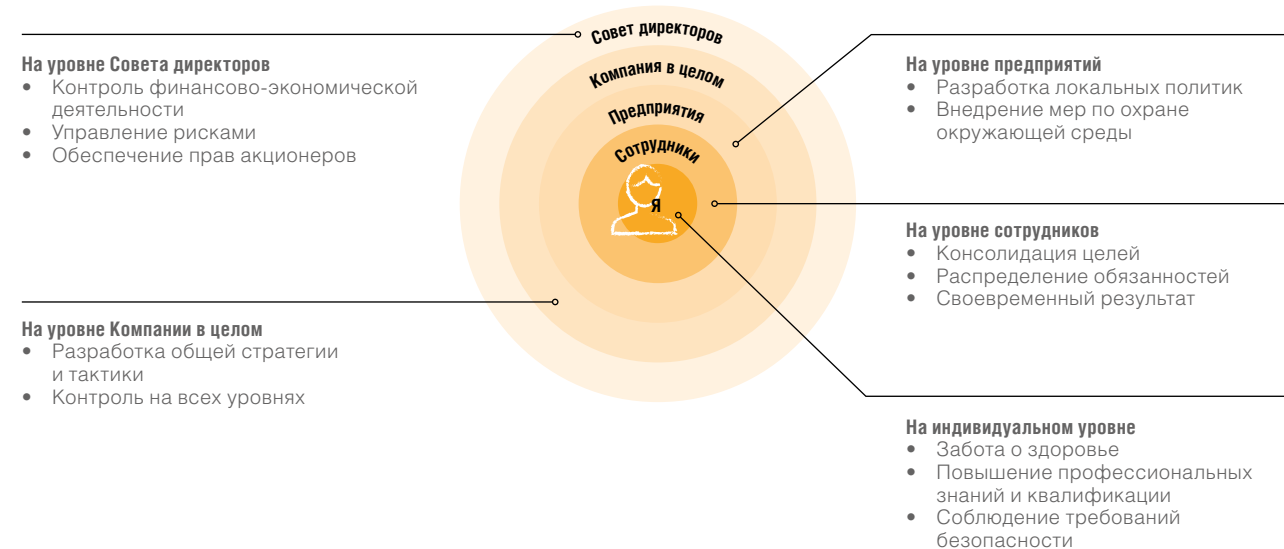 Совет директоров
Компания в целом
Предприятия
Сотрудники
Я
На уровне Совета директоров
• Контроль финансово-экономической
деятельности
• Управление рисками
• Обеспечение прав акционеров
На уровне Компании в целом
• Разработка общей стратегии
и тактики
• Контроль на всех уровнях
На уровне предприятий
• Разработка локальных политик
• Внедрение мер по охране
окружающей среды
На уровне сотрудников
• Консолидация целей
• Распределение обязанностей
• Своевременный результат
На индивидуальном уровне
• Забота о здоровье
• Повышение профессиональных
знаний и квалификации
• Соблюдение требований
безопасности